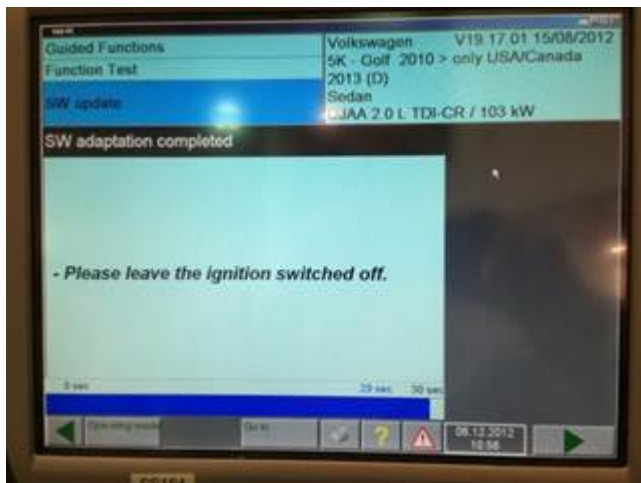 Guided Functions
Function Test
SW update
Volkswagen V19.17.01 15/08/2012
5K - Golf 2010 > only USA/Canada
2013 (D)
Sedan
CJAA 2.0 L TDI-CR / 103 kW
SW adaptation completed
- Please leave the ignition switched off.
0 sec 29 sec 30 sec
Operating mode Go to
06.12.2012
10:56